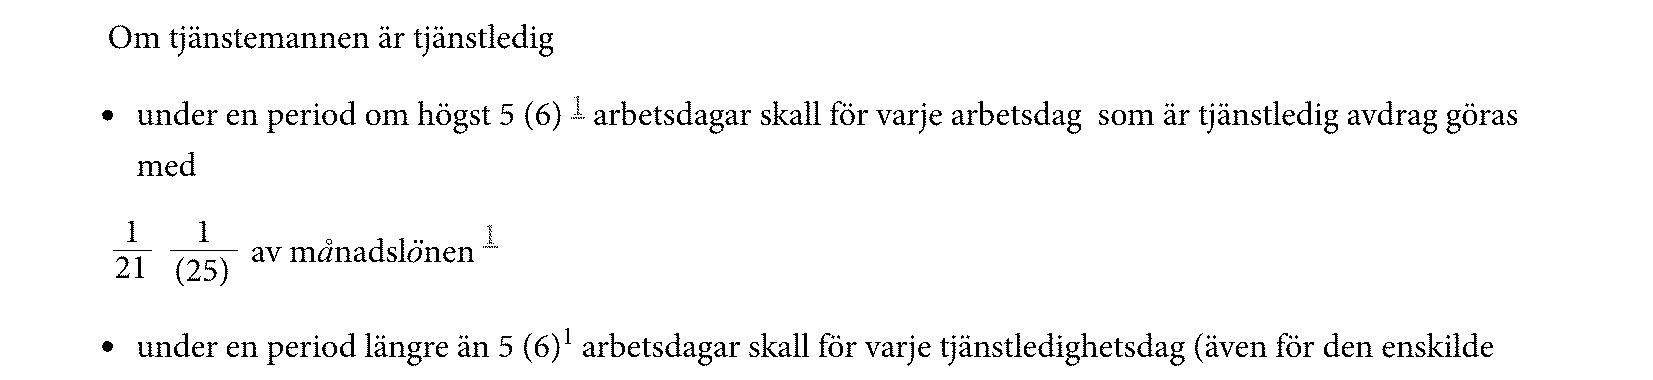 Om tjänstemannen är tjänstledig
• under en period om högst 5 (6) 1 arbetsdagar skall för varje arbetsdag som är tjänstledig avdrag göras
med
1/21 1/(25) av månadslönen 1
• under en period längre än 5 (6)1 arbetsdagar skall för varje tjänstledighetsdag (även för den enskilde